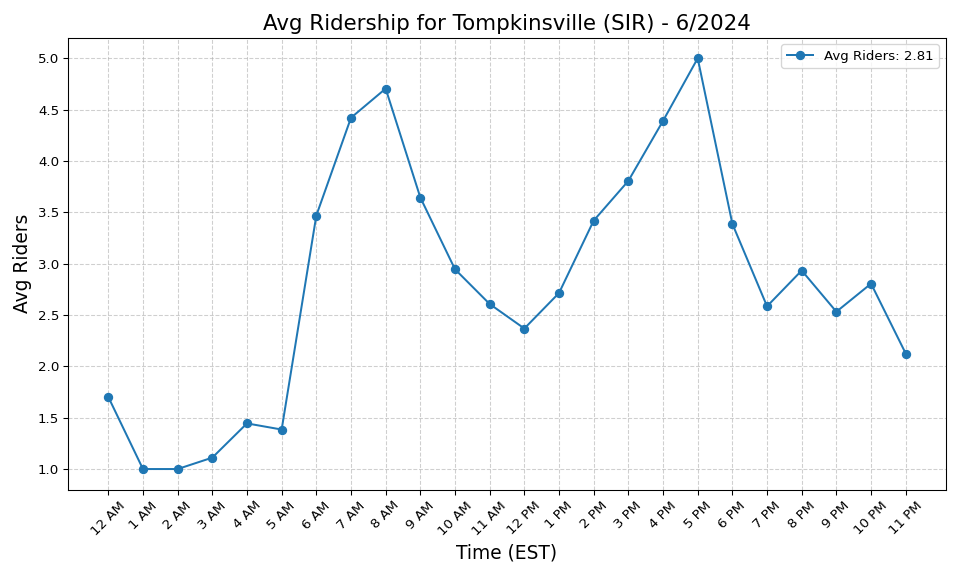 Avg Ridership for Tompkinsville (SIR) - 6/2024
Avg Riders: 2.81
Avg Riders
5.0
4.5
4.0
3.5
3.0
2.5
2.0
1.5
1.0
12 AM
1 AM
2 AM
3 AM
4 AM
5 AM
6 AM
7 AM
8 AM
9 AM
10 AM
11 AM
12 PM
1 PM
2 PM
3 PM
4 PM
5 PM
6 PM
7 PM
8 PM
9 PM
10 PM
11 PM
Time (EST)